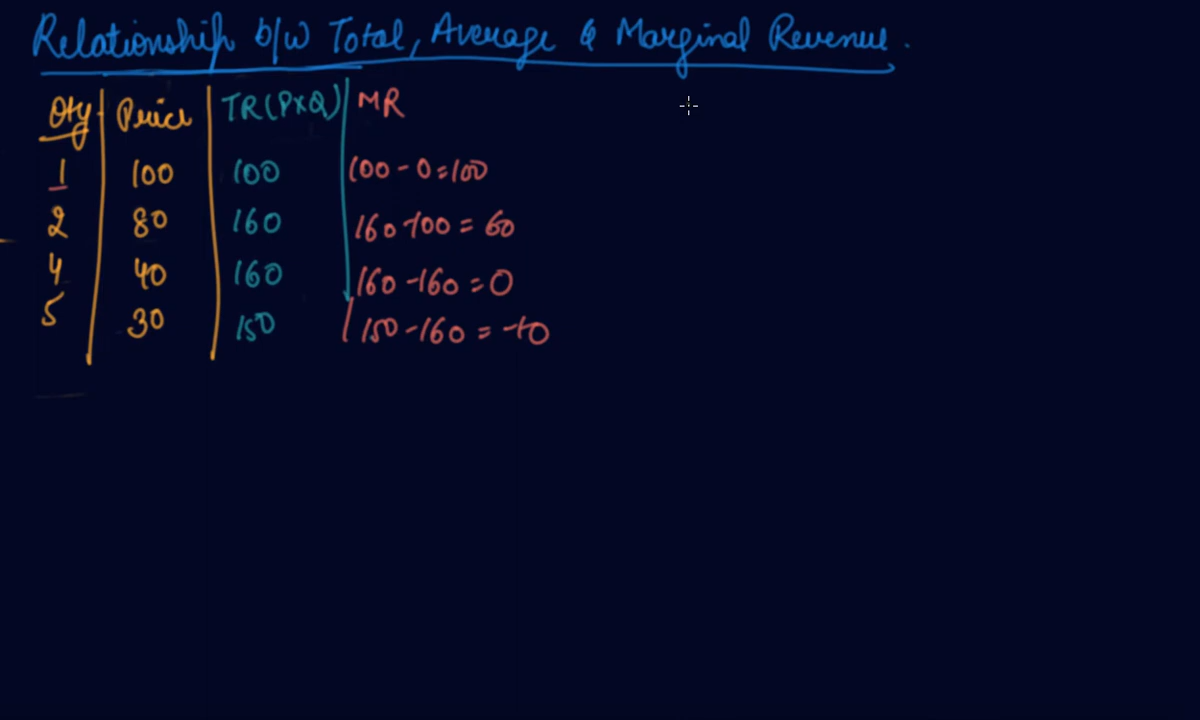 Relationship b/w Total, Average & Marginal Revenue.
Qty Price TR(PxQ) MR
1 100 100 100-0=100
2 80 160 160-100=60
4 40 160 160-160=0
5 30 150 150-160=-10